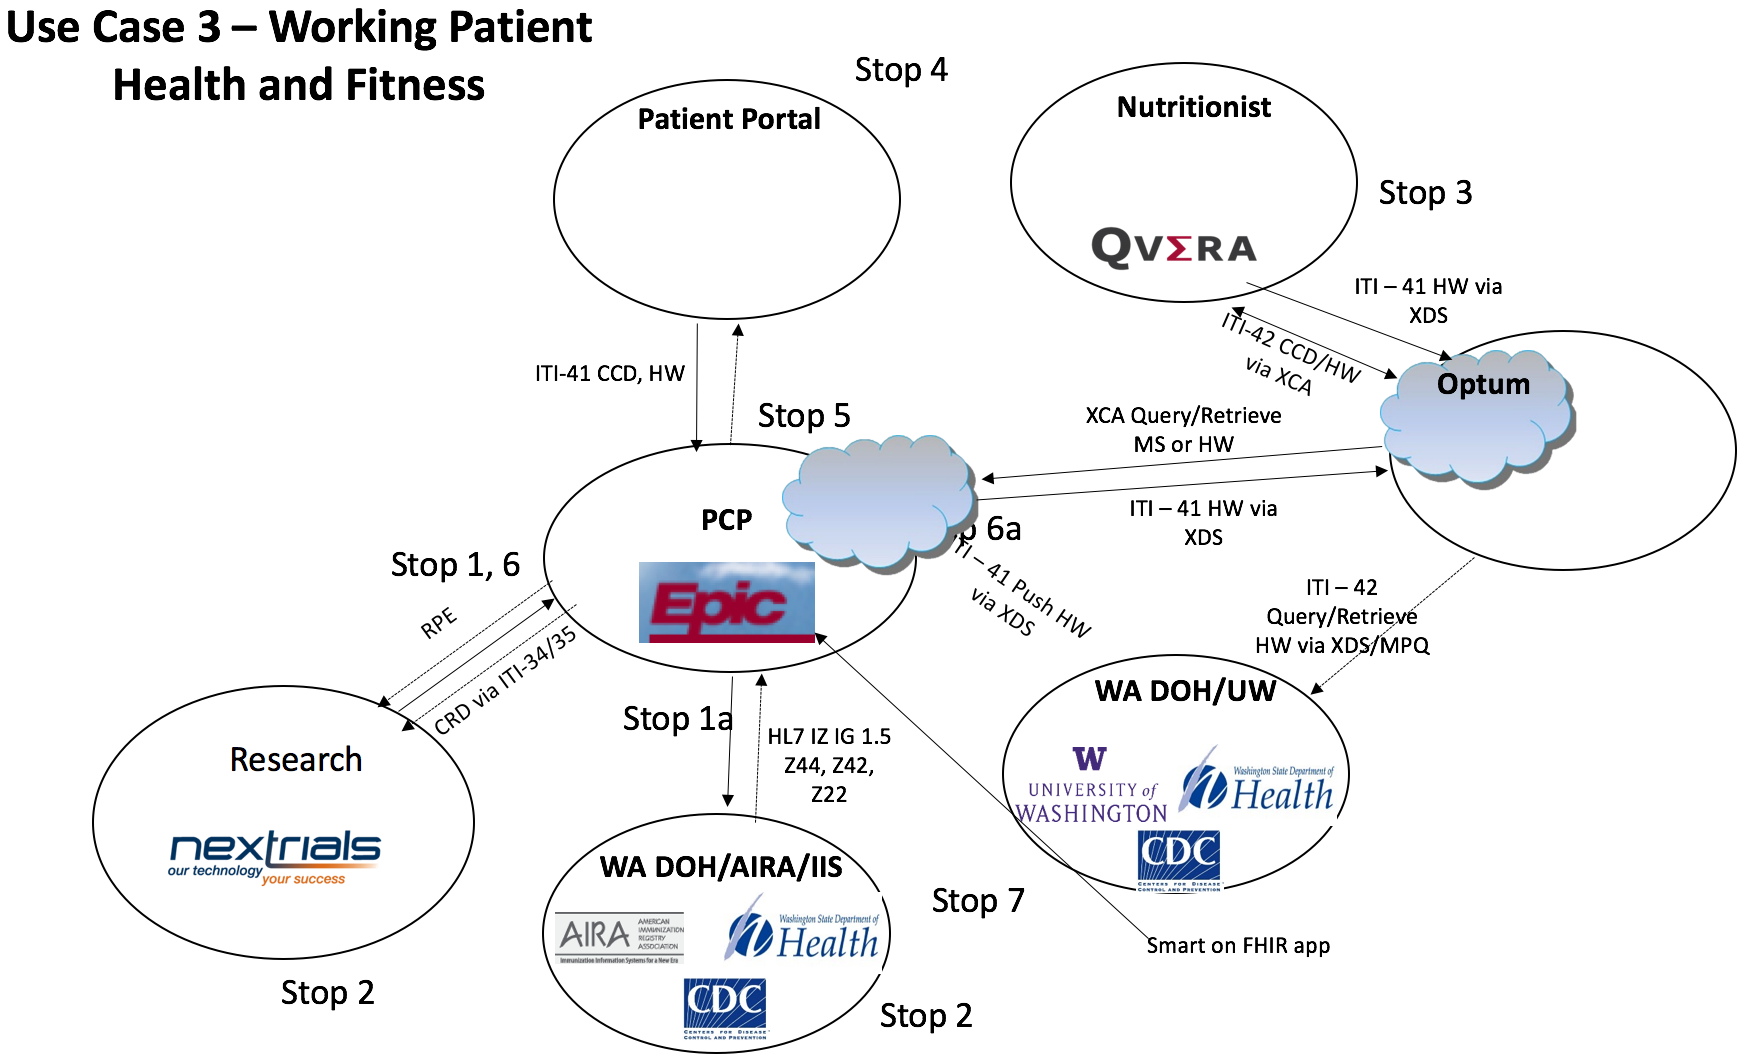 Use Case 3 – Working Patient
Health and Fitness
Stop 4
Patient Portal
Nutritionist
QVΣRA
Stop 3
ITI – 41 HW via
XDS
ITI-42 CCD/HW
via XCA
Optum
ITI-41 CCD, HW
Stop 5
XCA Query/Retrieve
MS or HW
ITI – 41 HW via
XDS
PCP
Epic
p 6a
TI – 41 Push HW
via XDS
Stop 1, 6
RPE
CRD via ITI-34/35
ITI – 42
Query/Retrieve
HW via XDS/MPQ
Research
nextrials
our technology
your success
Stop 2
Stop 1a
HL7 IZ IG 1.5
Z44, Z42,
Z22
WA DOH/UW
W
UNIVERSITY of
WASHINGTON
Washington State Department of
Health
CDC
CENTERS FOR DISEASE
CONTROL AND PREVENTION
WA DOH/AIRA/IIS
AIRA
AMERICAN
IMMUNIZATION
REGISTRY
ASSOCIATION
Immunization Information Systems for a New Era
Washington State Department of
Health
CDC
CENTERS FOR DISEASE
CONTROL AND PREVENTION
Stop 2
Stop 7
Smart on FHIR app